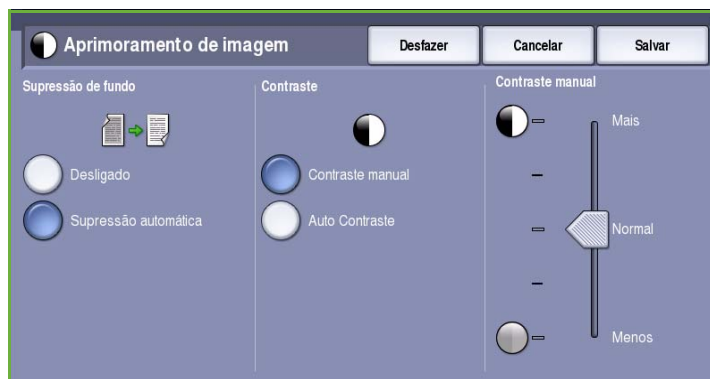 Aprimoramento de imagem
Desfazer
Cancelar
Salvar
Supressão de fundo
Desligado
Supressão automática
Contraste
Contraste manual
Auto Contraste
Contraste manual
Mais
Normal
Menos